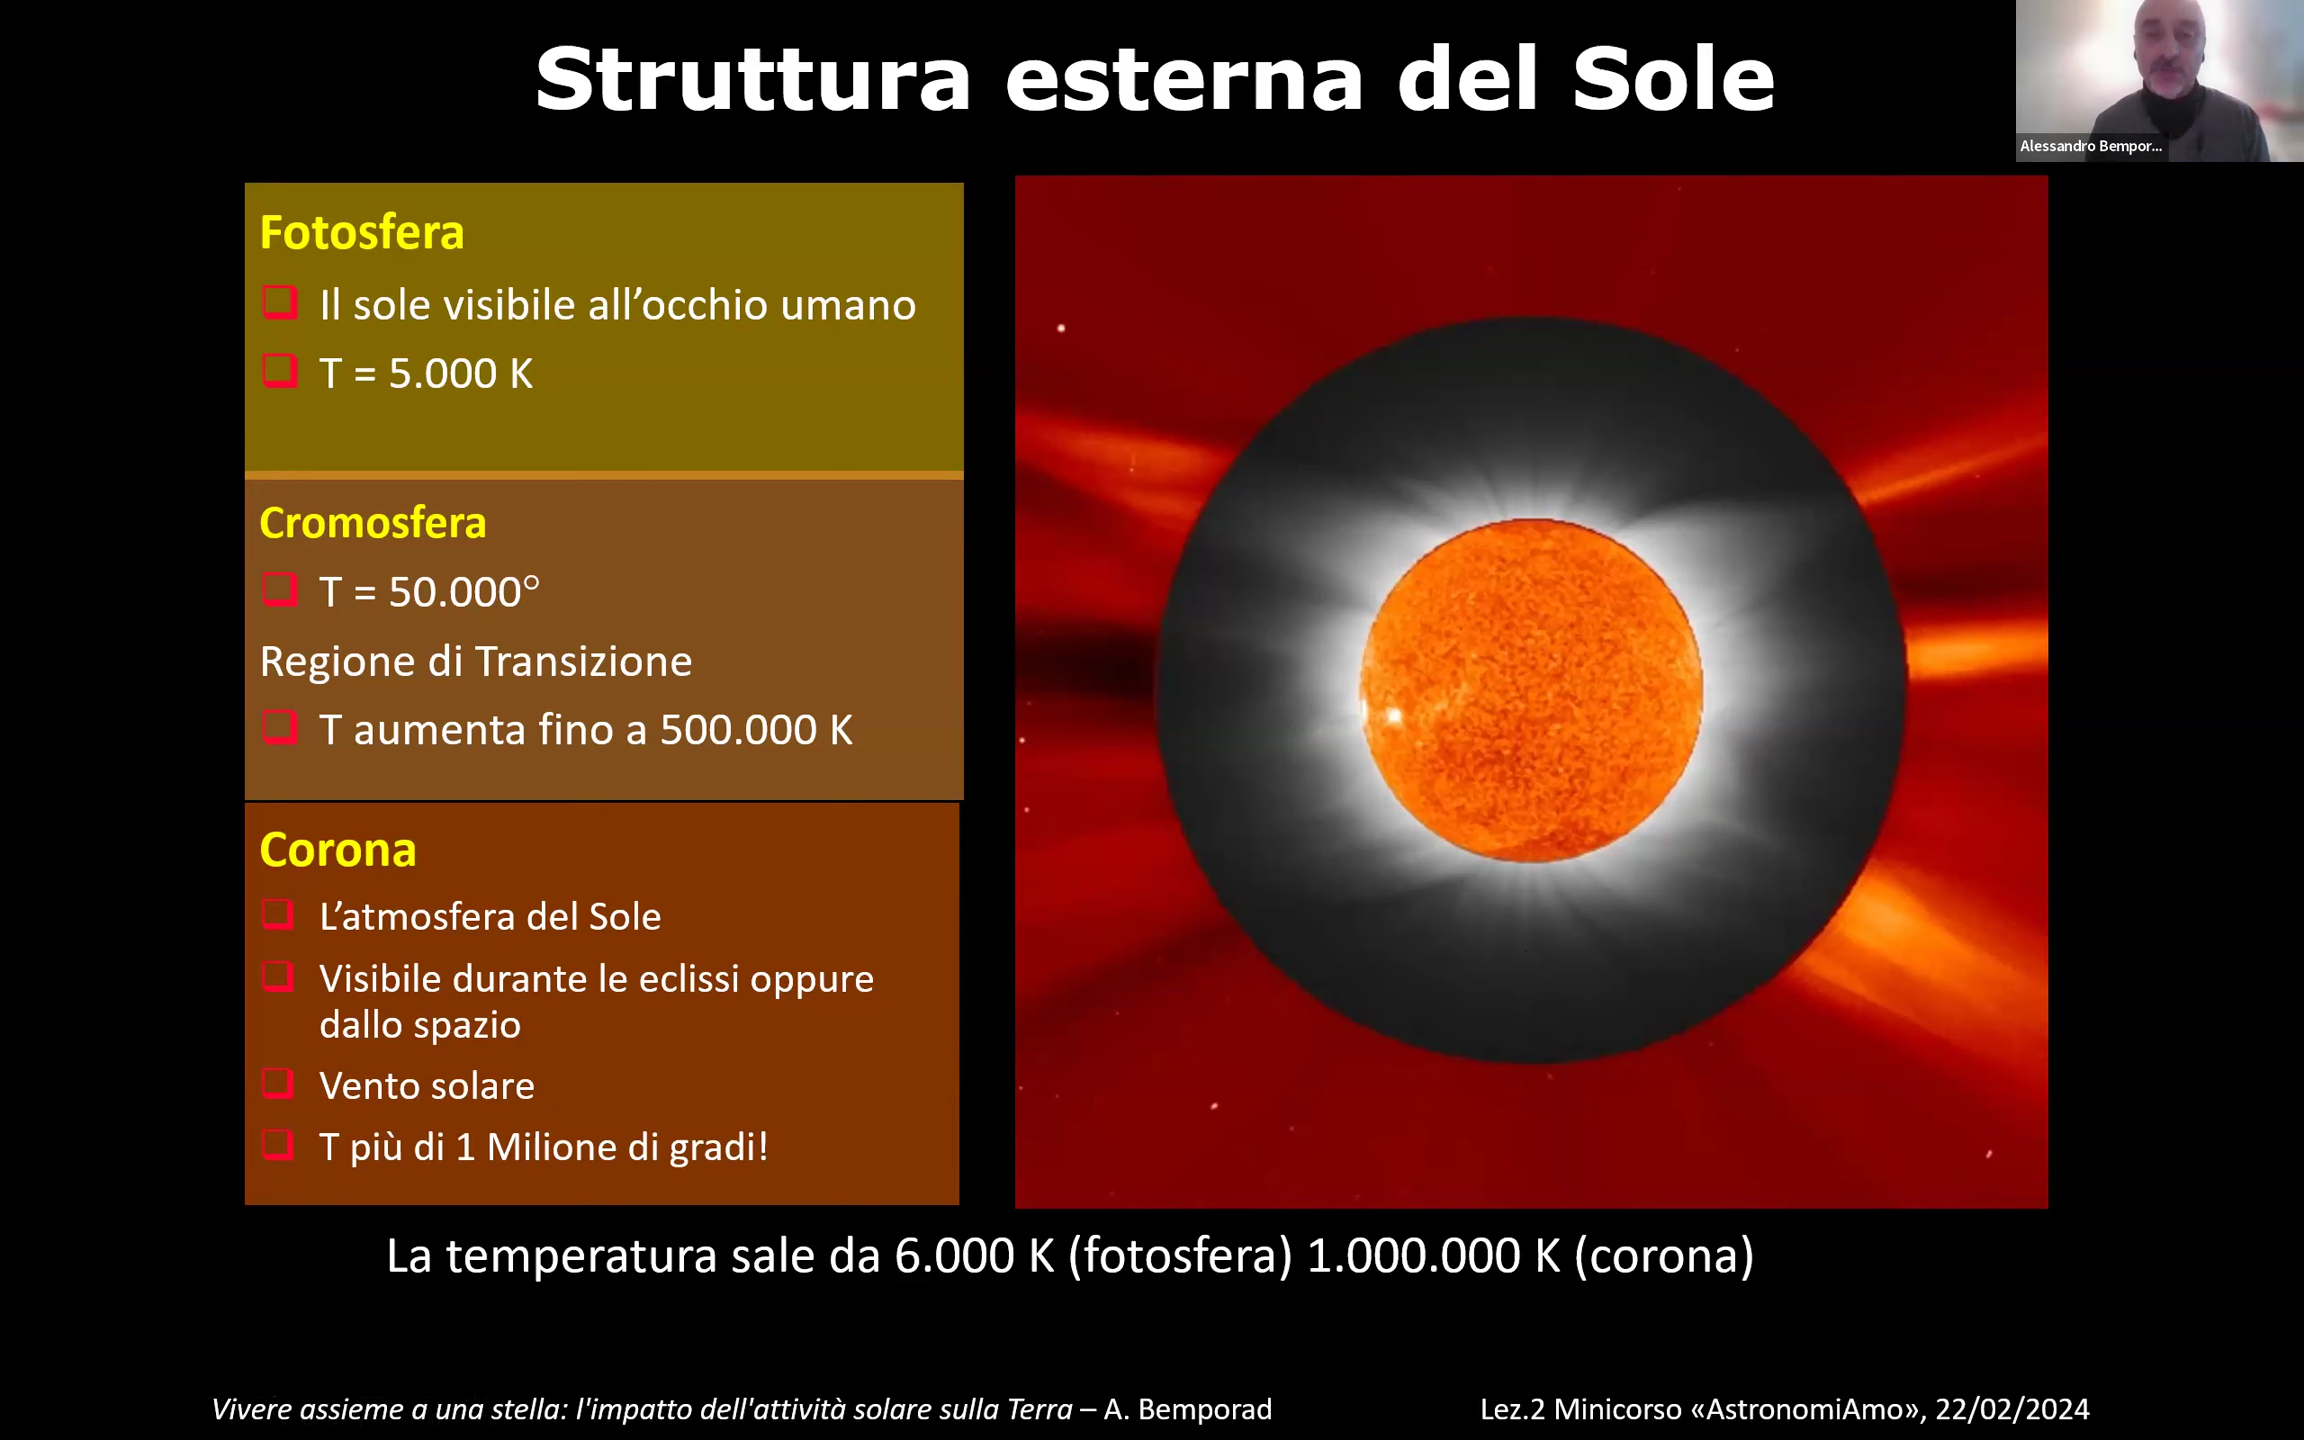 Struttura esterna del Sole
Alessandro Bempor...
Fotosfera
Il sole visibile all’occhio umano
T = 5.000 K
Cromosfera
T = 50.000°
Regione di Transizione
T aumenta fino a 500.000 K
Corona
L’atmosfera del Sole
Visibile durante le eclissi oppure
dallo spazio
Vento solare
T più di 1 Milione di gradi!
La temperatura sale da 6.000 K (fotosfera) 1.000.000 K (corona)
Vivere assieme a una stella: l'impatto dell'attività solare sulla Terra – A. Bemporad
Lez.2 Minicorso «AstronomiAmo», 22/02/2024